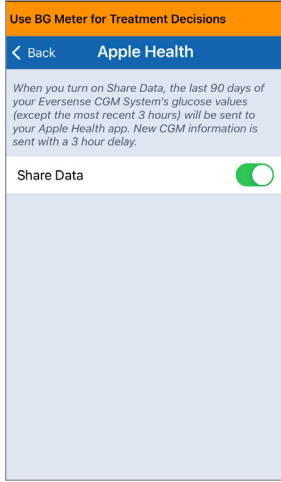 Use BG Meter for Treatment Decisions
Back
Apple Health
When you turn on Share Data, the last 90 days of
your Eversense CGM System's glucose values
(except the most recent 3 hours) will be sent to
your Apple Health app. New CGM information is
sent with a 3 hour delay.
Share Data